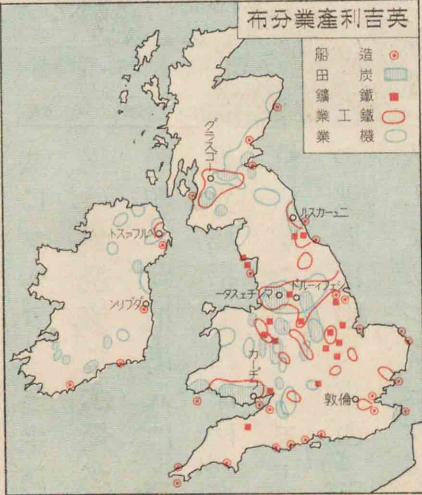 英吉利產業分布
造船
炭田
鐵鑛
鐵工業
機業
グラスゴー
ニューカスル
ベルファスト
シェフィールド
マンチェスター
ダブリン
カーヂフ
倫敦